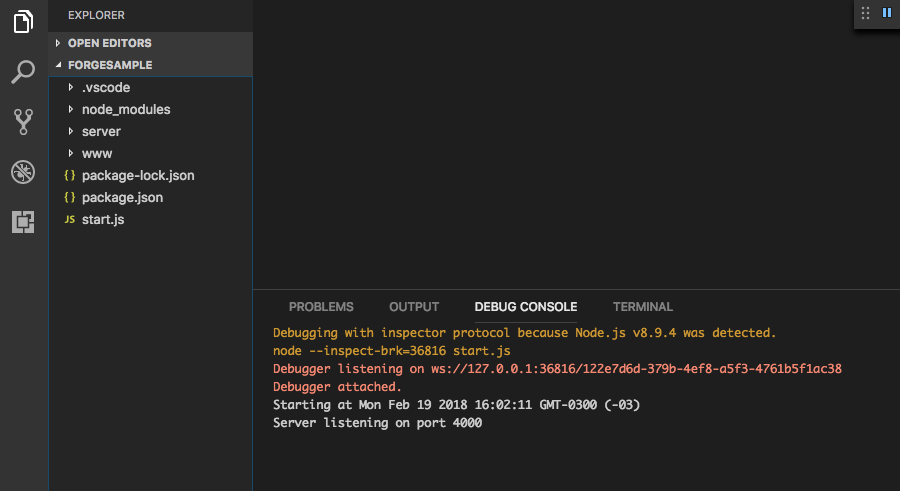 EXPLORER
OPEN EDITORS
FORGESAMPLE
.vscode
node_modules
server
www
{} package-lock.json
{} package.json
JS start.js
PROBLEMS OUTPUT DEBUG CONSOLE TERMINAL
Debugging with inspector protocol because Node.js v8.9.4 was detected.
node --inspect-brk=36816 start.js
Debugger listening on ws://127.0.0.1:36816/122e7d6d-379b-4ef8-a5f3-4761b5f1ac38
Debugger attached.
Starting at Mon Feb 19 2018 16:02:11 GMT-0300 (-03)
Server listening on port 4000